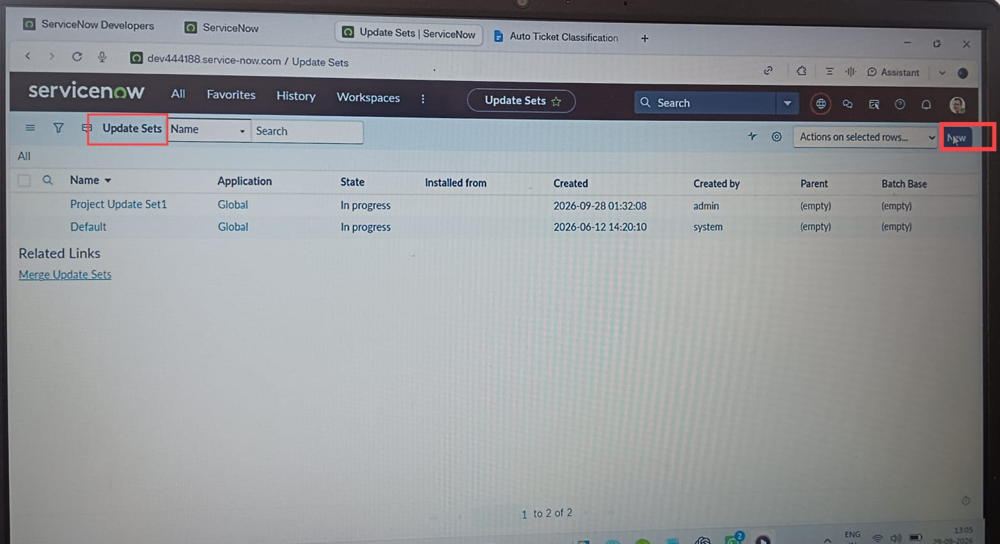 ServiceNow Developers
ServiceNow
Update Sets | ServiceNow
Auto Ticket Classification
dev444188.service-now.com / Update Sets
Assistant
servicenow
All
Favorites
History
Workspaces
Update Sets
Search
Update Sets
Name
Search
Actions on selected rows...
New
All
Name Application State Installed from Created Created by Parent Batch Base
Project Update Set1 Global In progress 2026-09-28 01:32:08 admin (empty) (empty)
Default Global In progress 2026-06-12 14:20:10 system (empty) (empty)
Related Links
Merge Update Sets
1 to 2 of 2
2
ENG
13:05
29-09-2026